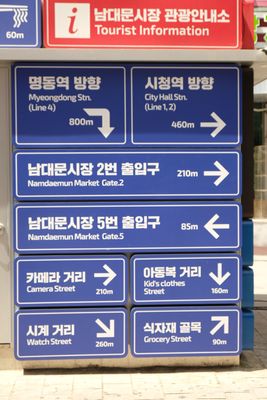 60m
i 남대문시장 관광안내소
Tourist Information
명동역 방향
Myeongdong Stn.
(Line 4)
800m
시청역 방향
City Hall Stn.
(Line 1, 2)
460m
남대문시장 2번 출입구
Namdaemun Market Gate.2
210m
남대문시장 5번 출입구
Namdaemun Market Gate.5
85m
카메라 거리
Camera Street
210m
아동복 거리
Kid's clothes
Street
160m
시계 거리
Watch Street
260m
식자재 골목
Grocery Street
90m